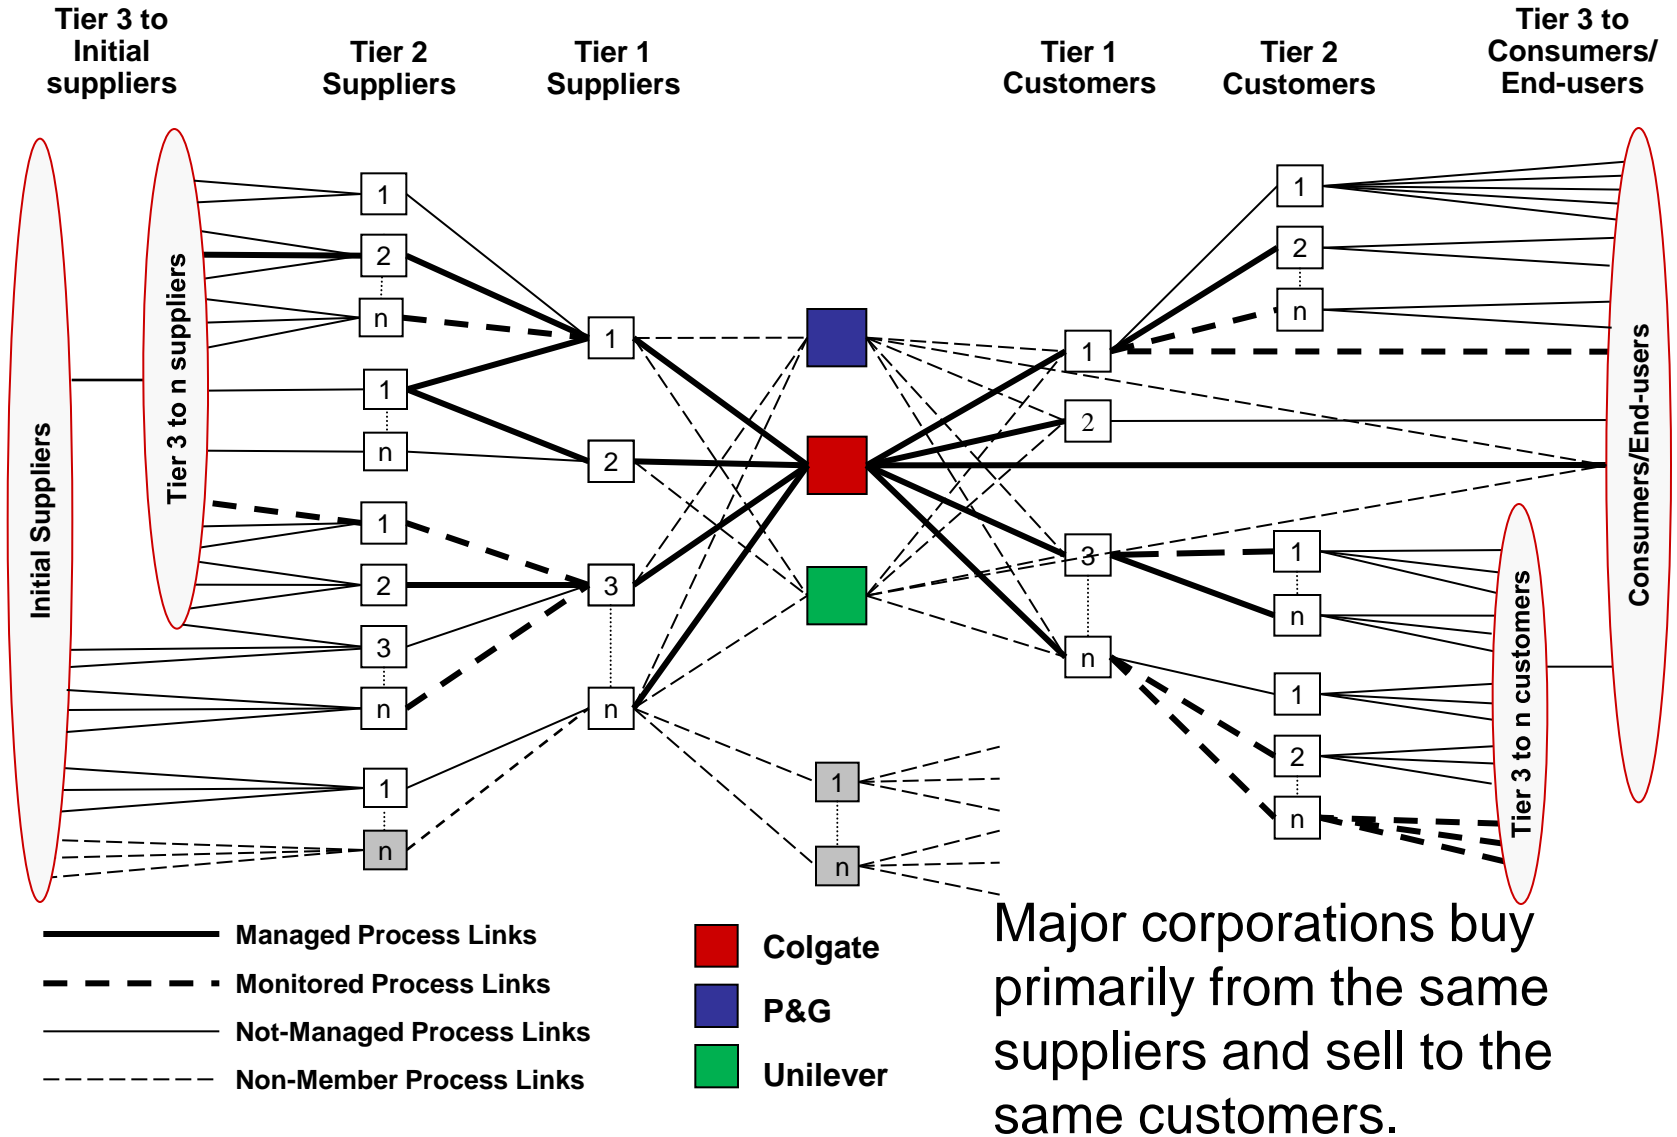 Tier 3 to
Initial
suppliers
Tier 2
Suppliers
Tier 1
Suppliers
Tier 1
Customers
Tier 2
Customers
Tier 3 to
Consumers/
End-users
Initial Suppliers
Tier 3 to n suppliers
1
2
n
1
n
1
2
3
n
1
n
1
2
3
n
1
n
1
2
3
n
1
2
n
1
n
1
2
n
Tier 3 to n customers
Consumers/End-users
Managed Process Links
Monitored Process Links
Not-Managed Process Links
Non-Member Process Links
Colgate
P&G
Unilever
Major corporations buy
primarily from the same
suppliers and sell to the
same customers.